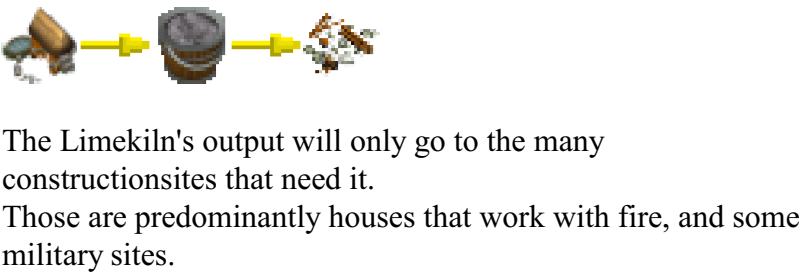 The Limekiln's output will only go to the many
constructionsites that need it.
Those are predominantly houses that work with fire, and some
military sites.